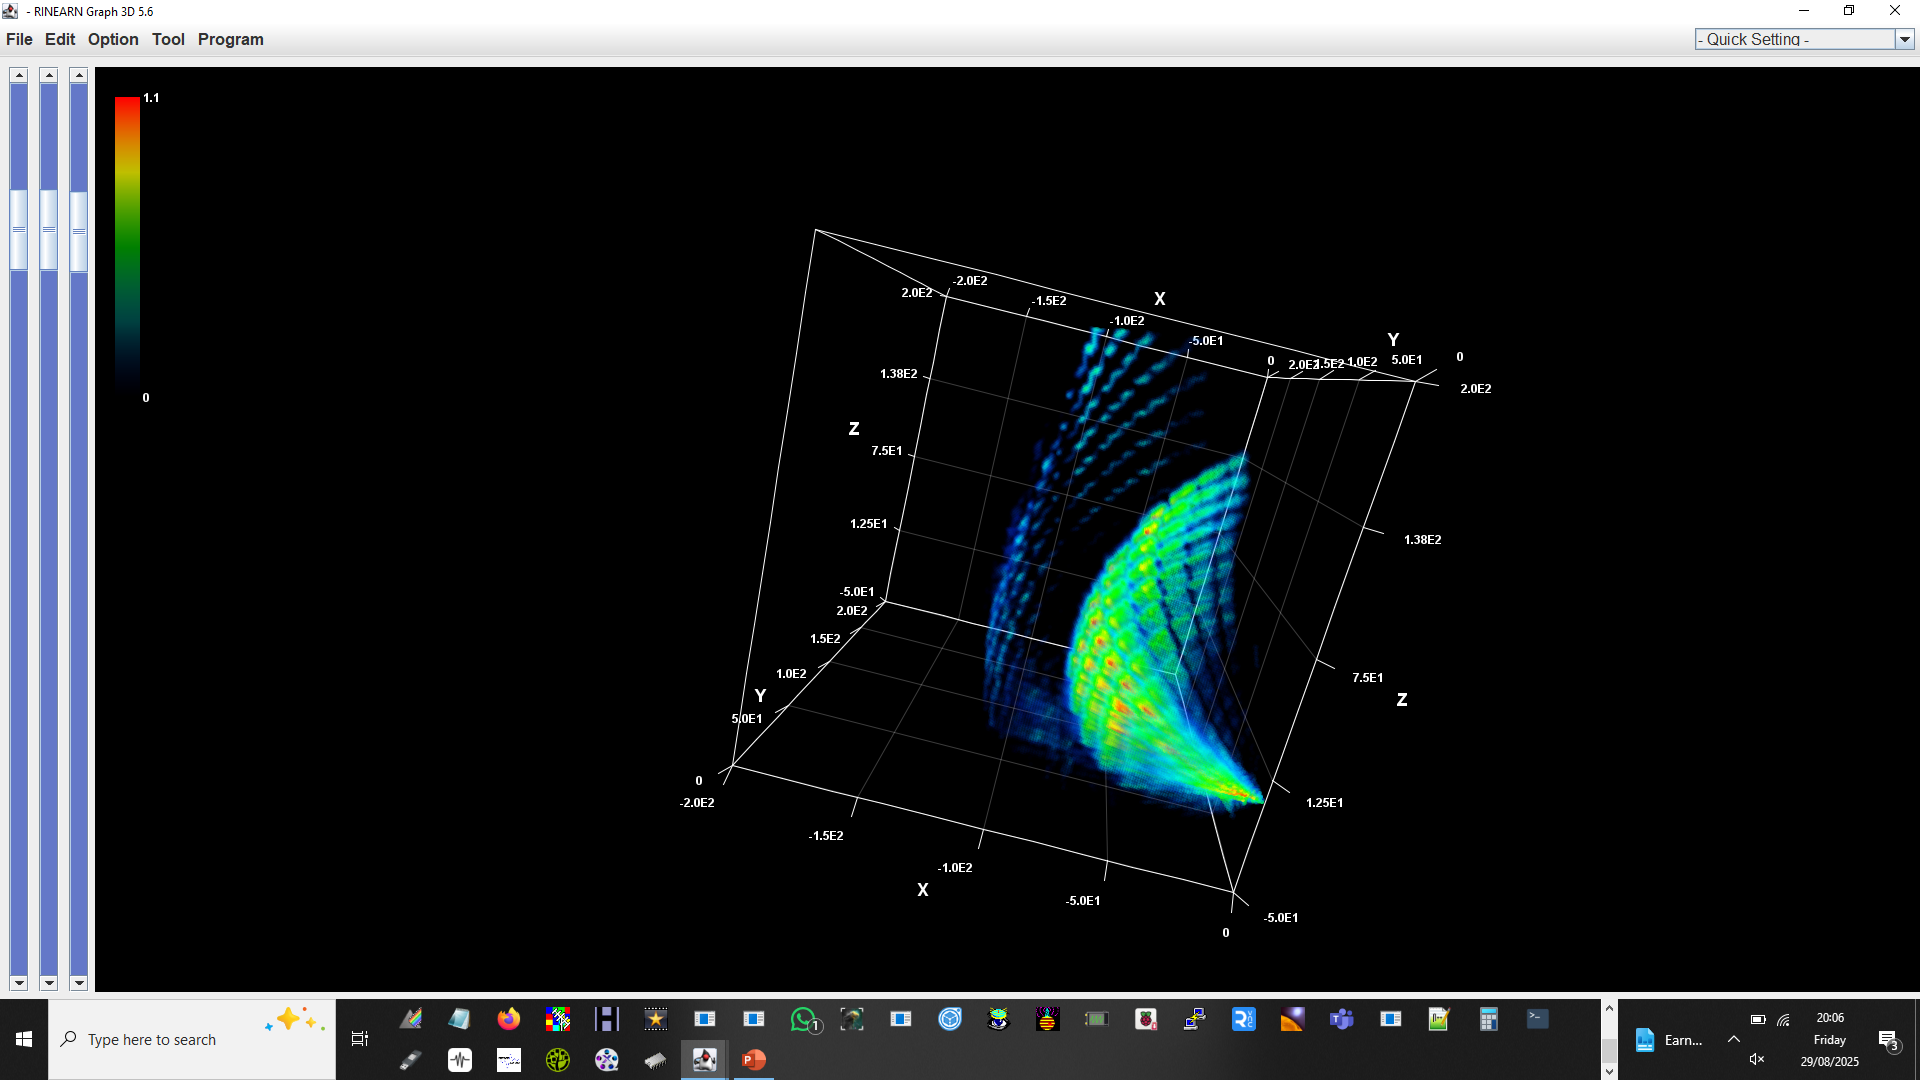 - RINEARN Graph 3D 5.6
File Edit Option Tool Program
- Quick Setting -
1.1
0
-2.0E2
2.0E2
-1.5E2
X
-1.0E2
-5.0E1
Y
0
2.0E2
1.0E2
5.0E1
0
2.0E2
1.38E2
Z
7.5E1
1.25E1
1.38E2
-5.0E1
2.0E2
1.5E2
1.0E2
7.5E1
Y
Z
5.0E1
0
-2.0E2
1.25E1
-1.5E2
-1.0E2
X
-5.0E1
-5.0E1
0
Type here to search
1
Earn...
20:06
Friday
29/08/2025
3